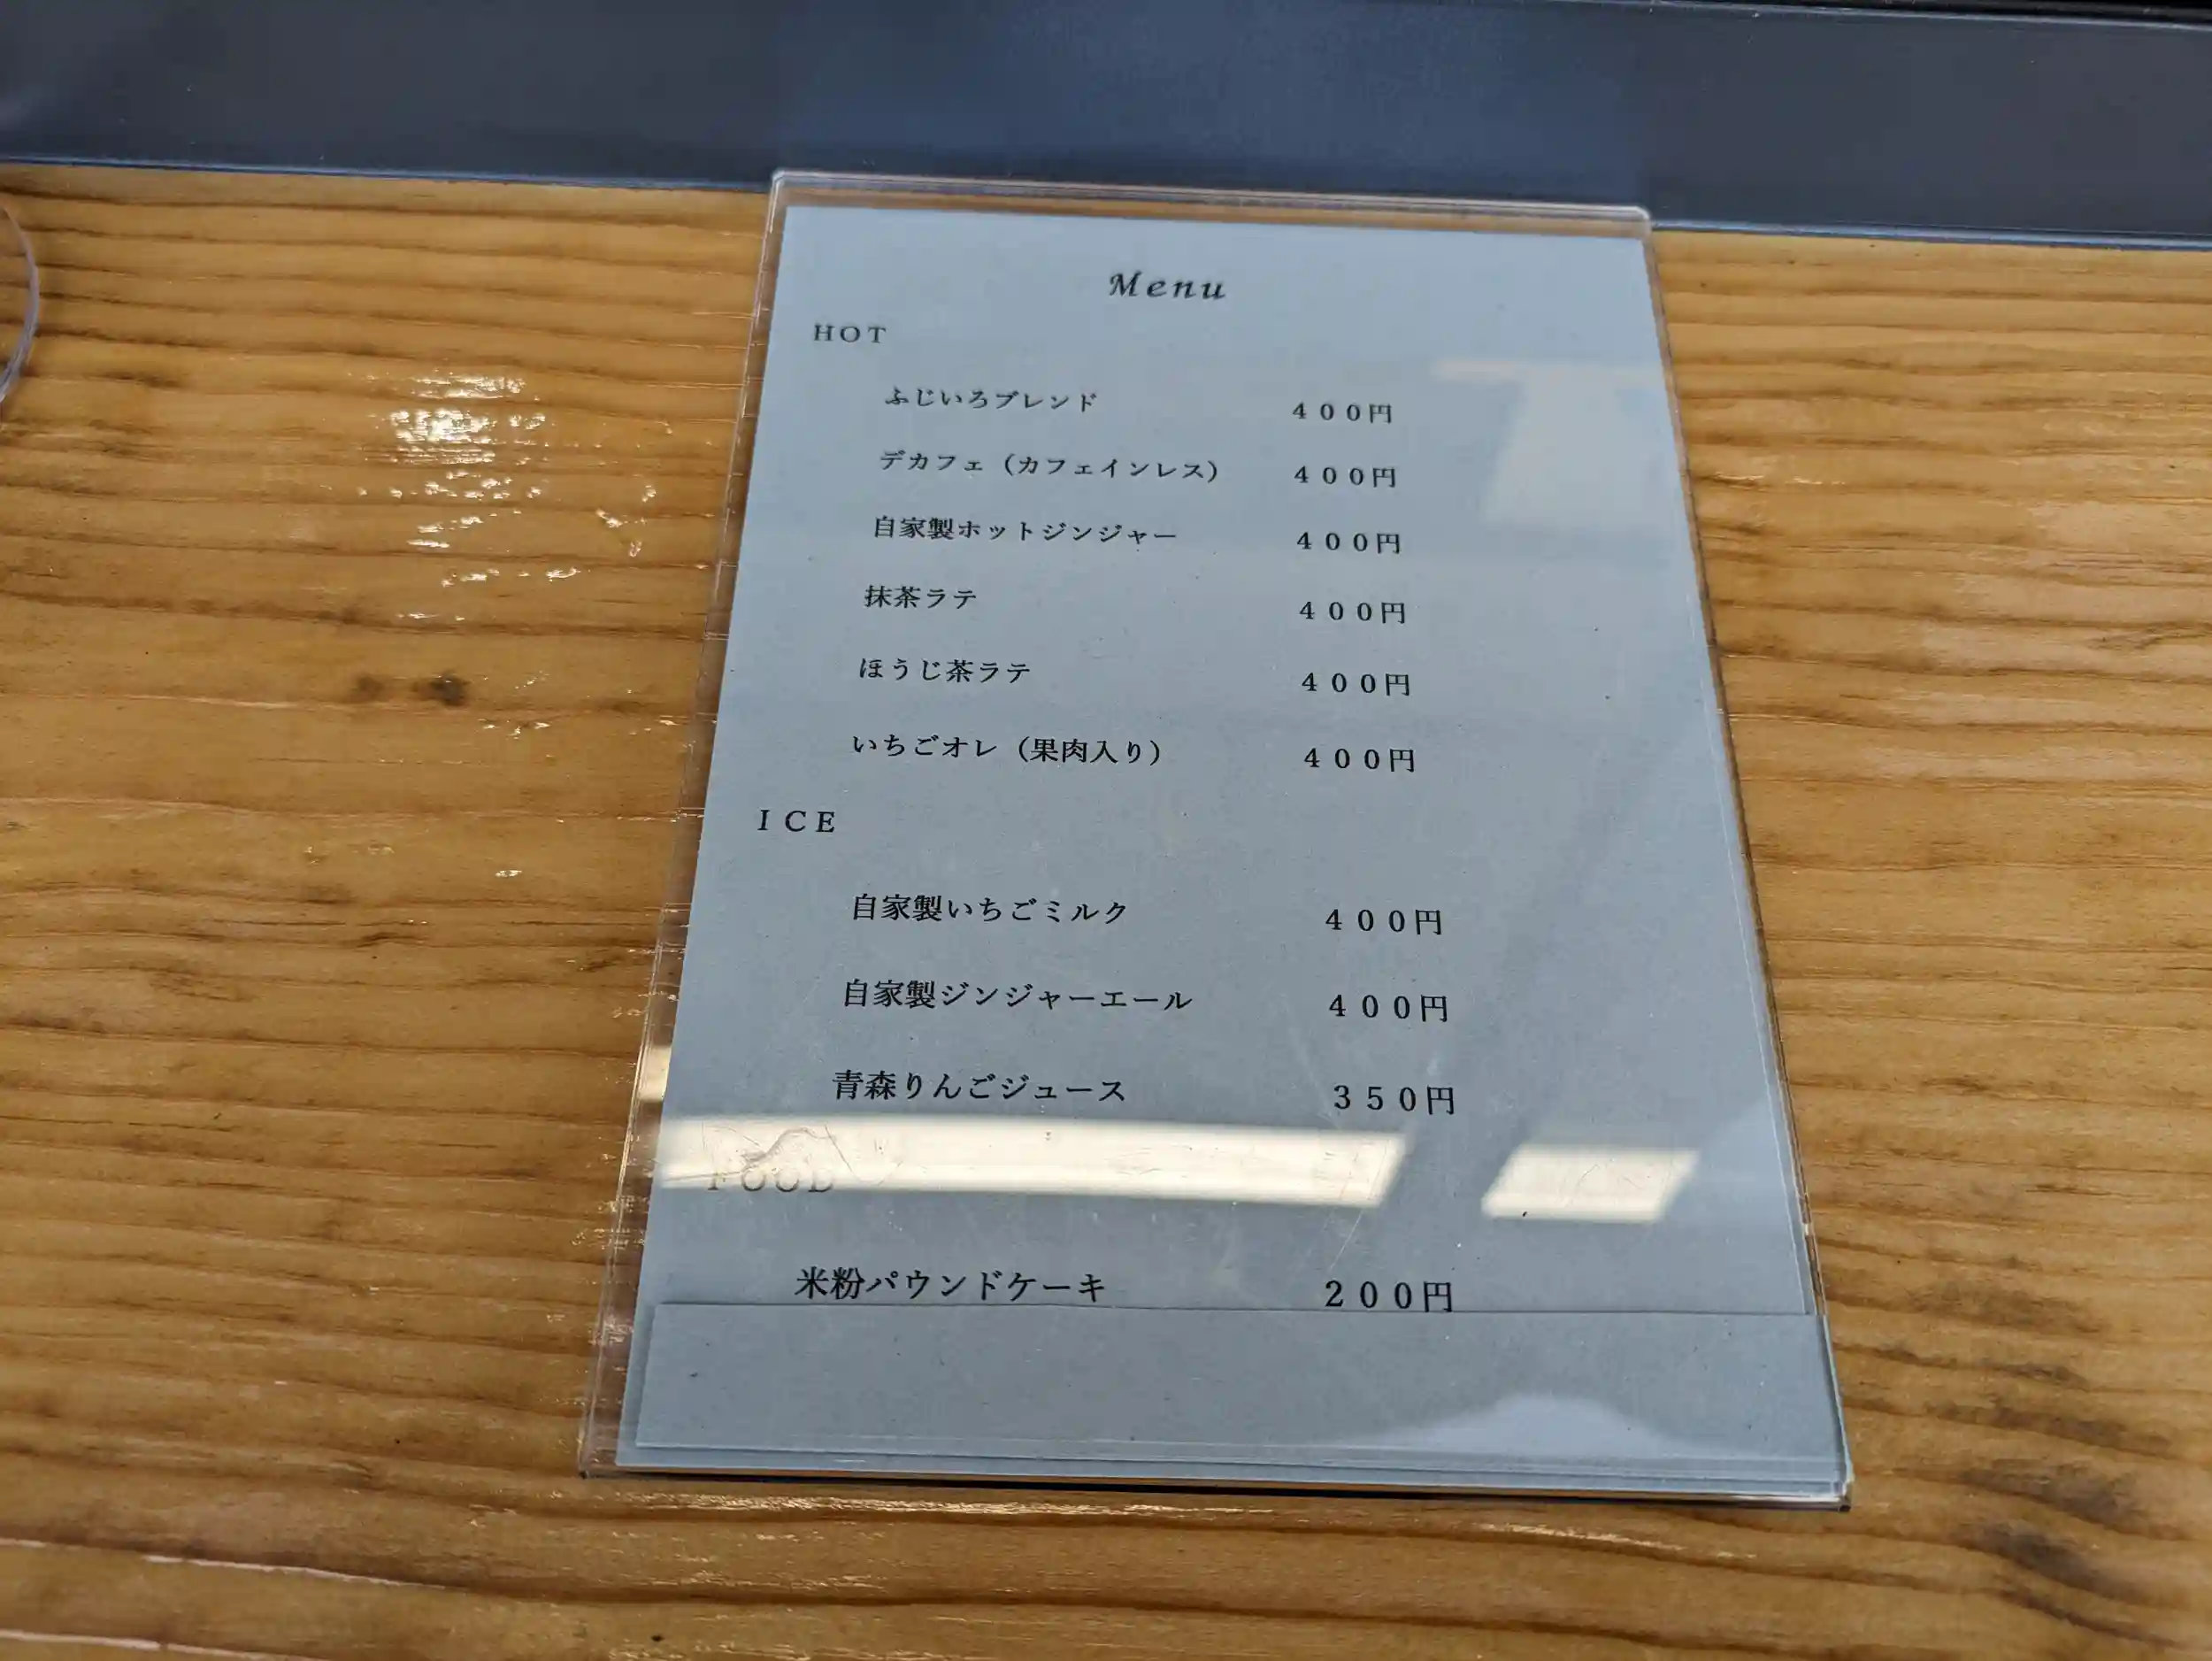 Menu
HOT
ふじいろブレンド ４００円
デカフェ（カフェインレス） ４００円
自家製ホットジンジャー ４００円
抹茶ラテ ４００円
ほうじ茶ラテ ４００円
いちごオレ（果肉入り） ４００円
ＩＣＥ
自家製いちごミルク ４００円
自家製ジンジャーエール ４００円
青森りんごジュース ３５０円
FOOD
米粉パウンドケーキ ２００円